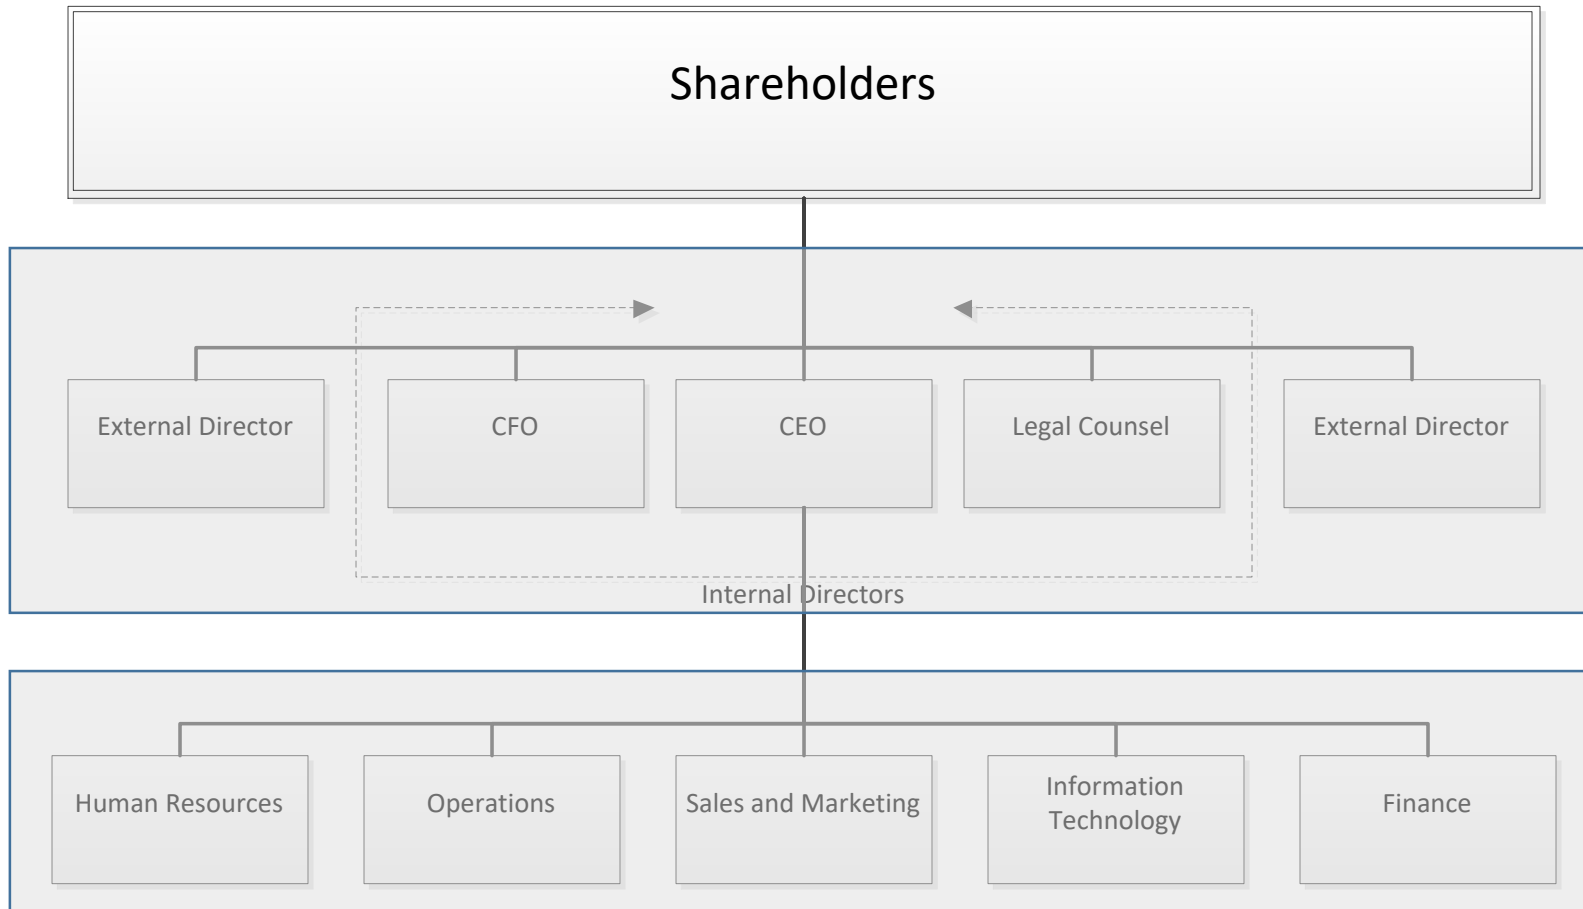 Shareholders
External Director
CFO
CEO
Legal Counsel
External Director
Internal Directors
Human Resources
Operations
Sales and Marketing
Information
Technology
Finance